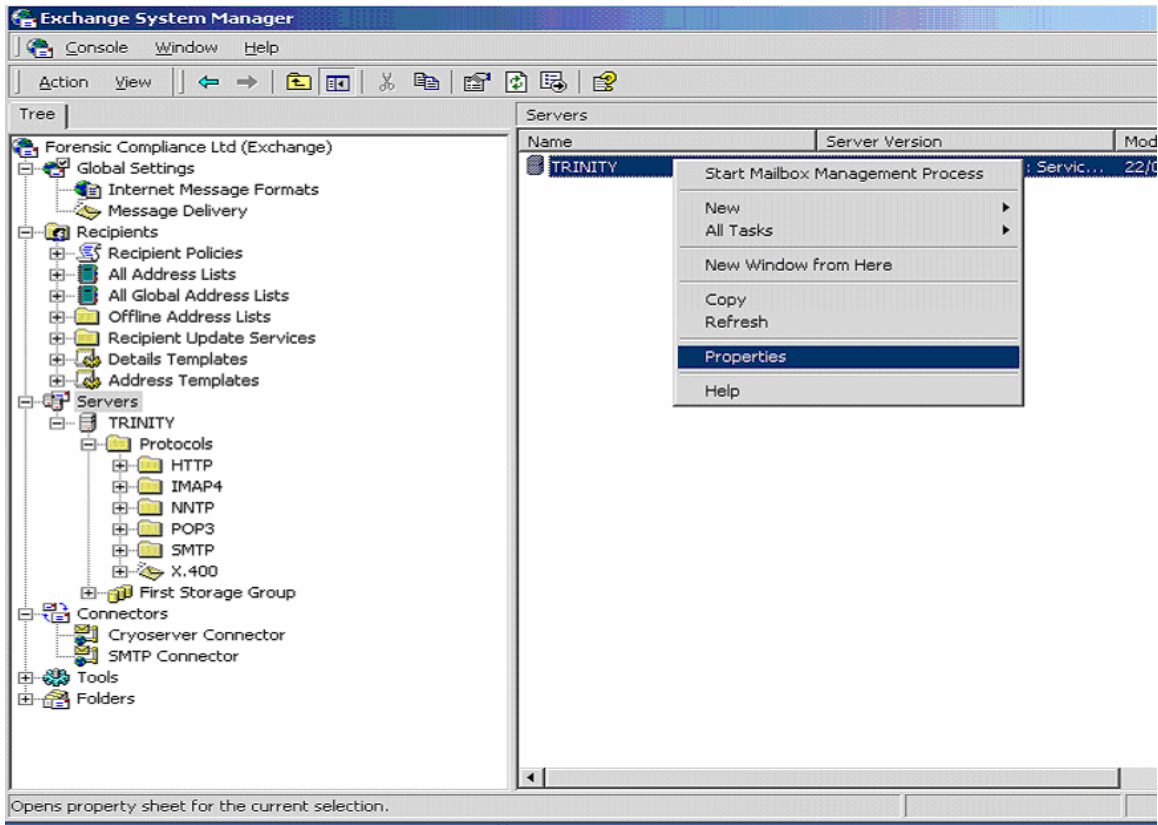 Exchange System Manager
Console Window Help
Action View
Tree
Servers
Name Server Version Mod
Forensic Compliance Ltd (Exchange)
Global Settings
Internet Message Formats
Message Delivery
Recipients
Recipient Policies
All Address Lists
All Global Address Lists
Offline Address Lists
Recipient Update Services
Details Templates
Address Templates
Servers
TRINITY
Protocols
HTTP
IMAP4
NNTP
POP3
SMTP
X.400
First Storage Group
Connectors
Cryoserver Connector
SMTP Connector
Tools
Folders
TRINITY : Servic... 22/0
Start Mailbox Management Process
New
All Tasks
New Window from Here
Copy
Refresh
Properties
Help
Opens property sheet for the current selection.